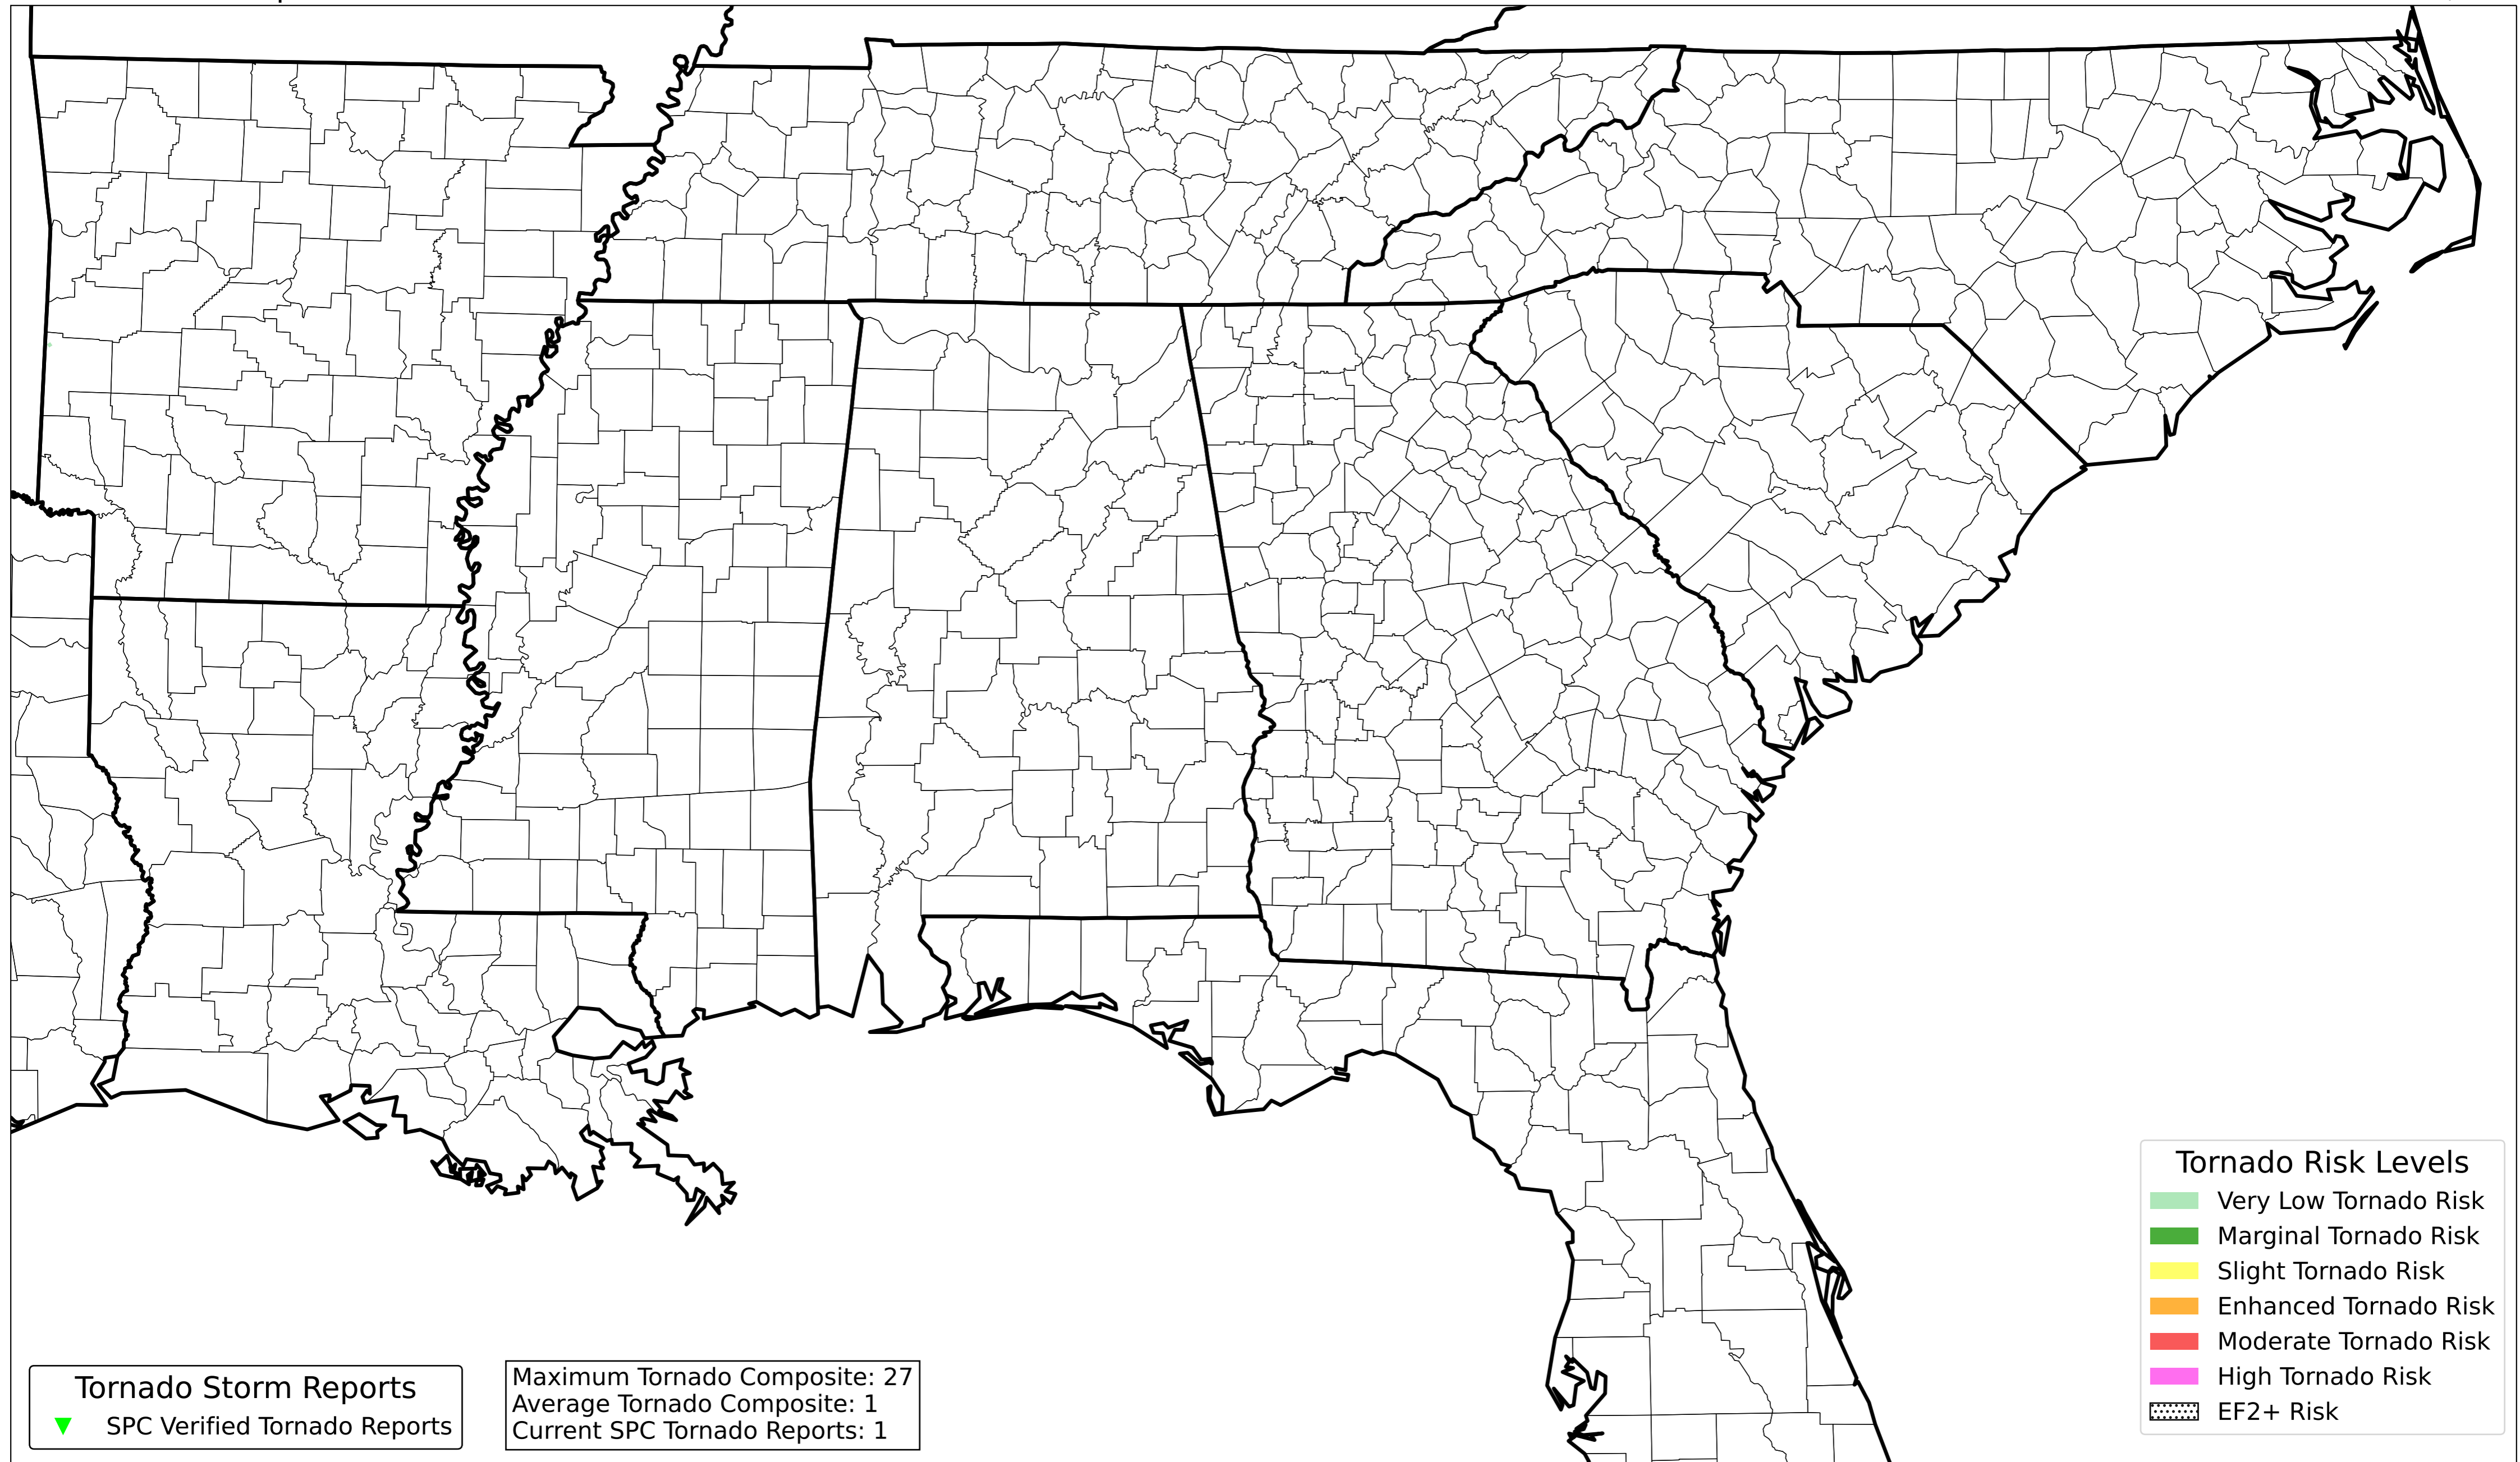 Tornado Storm Reports
SPC Verified Tornado Reports
Maximum Tornado Composite: 27
Average Tornado Composite: 1
Current SPC Tornado Reports: 1
Tornado Risk Levels
Very Low Tornado Risk
Marginal Tornado Risk
Slight Tornado Risk
Enhanced Tornado Risk
Moderate Tornado Risk
High Tornado Risk
EF2+ Risk